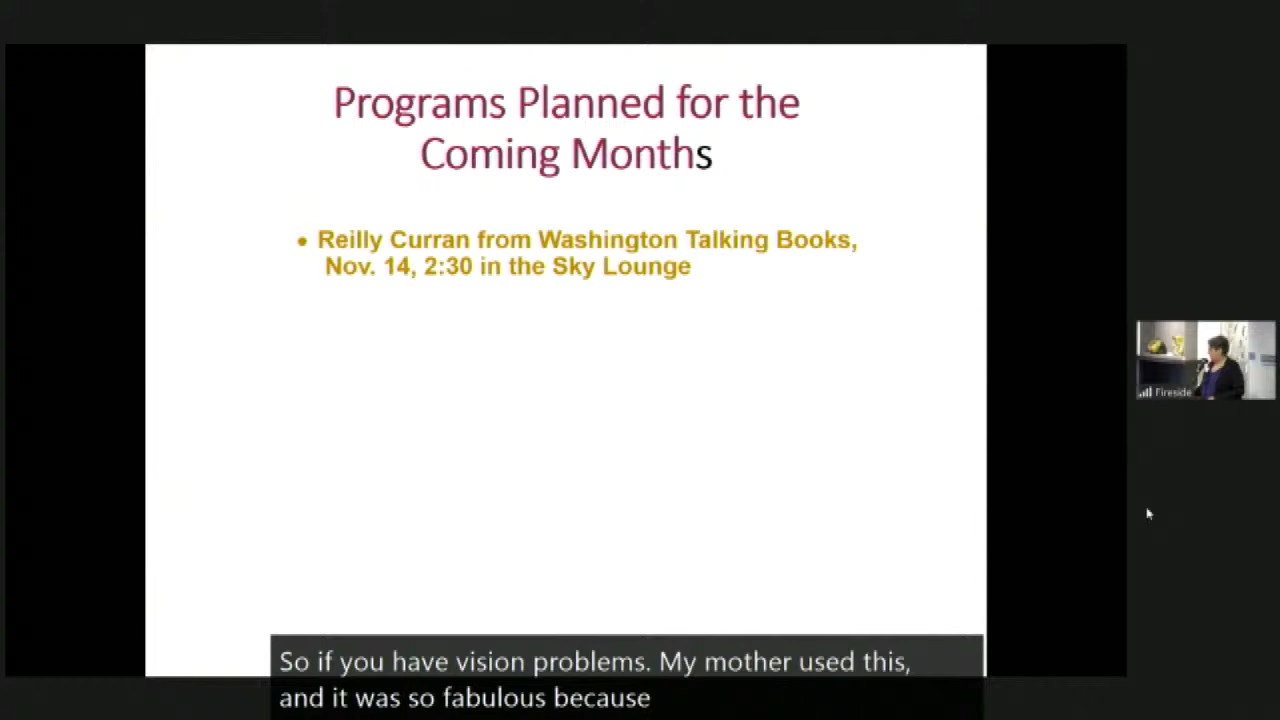 Programs Planned for the
Coming Months
• Reilly Curran from Washington Talking Books,
Nov. 14, 2:30 in the Sky Lounge
Fireside
So if you have vision problems. My mother used this,
and it was so fabulous because